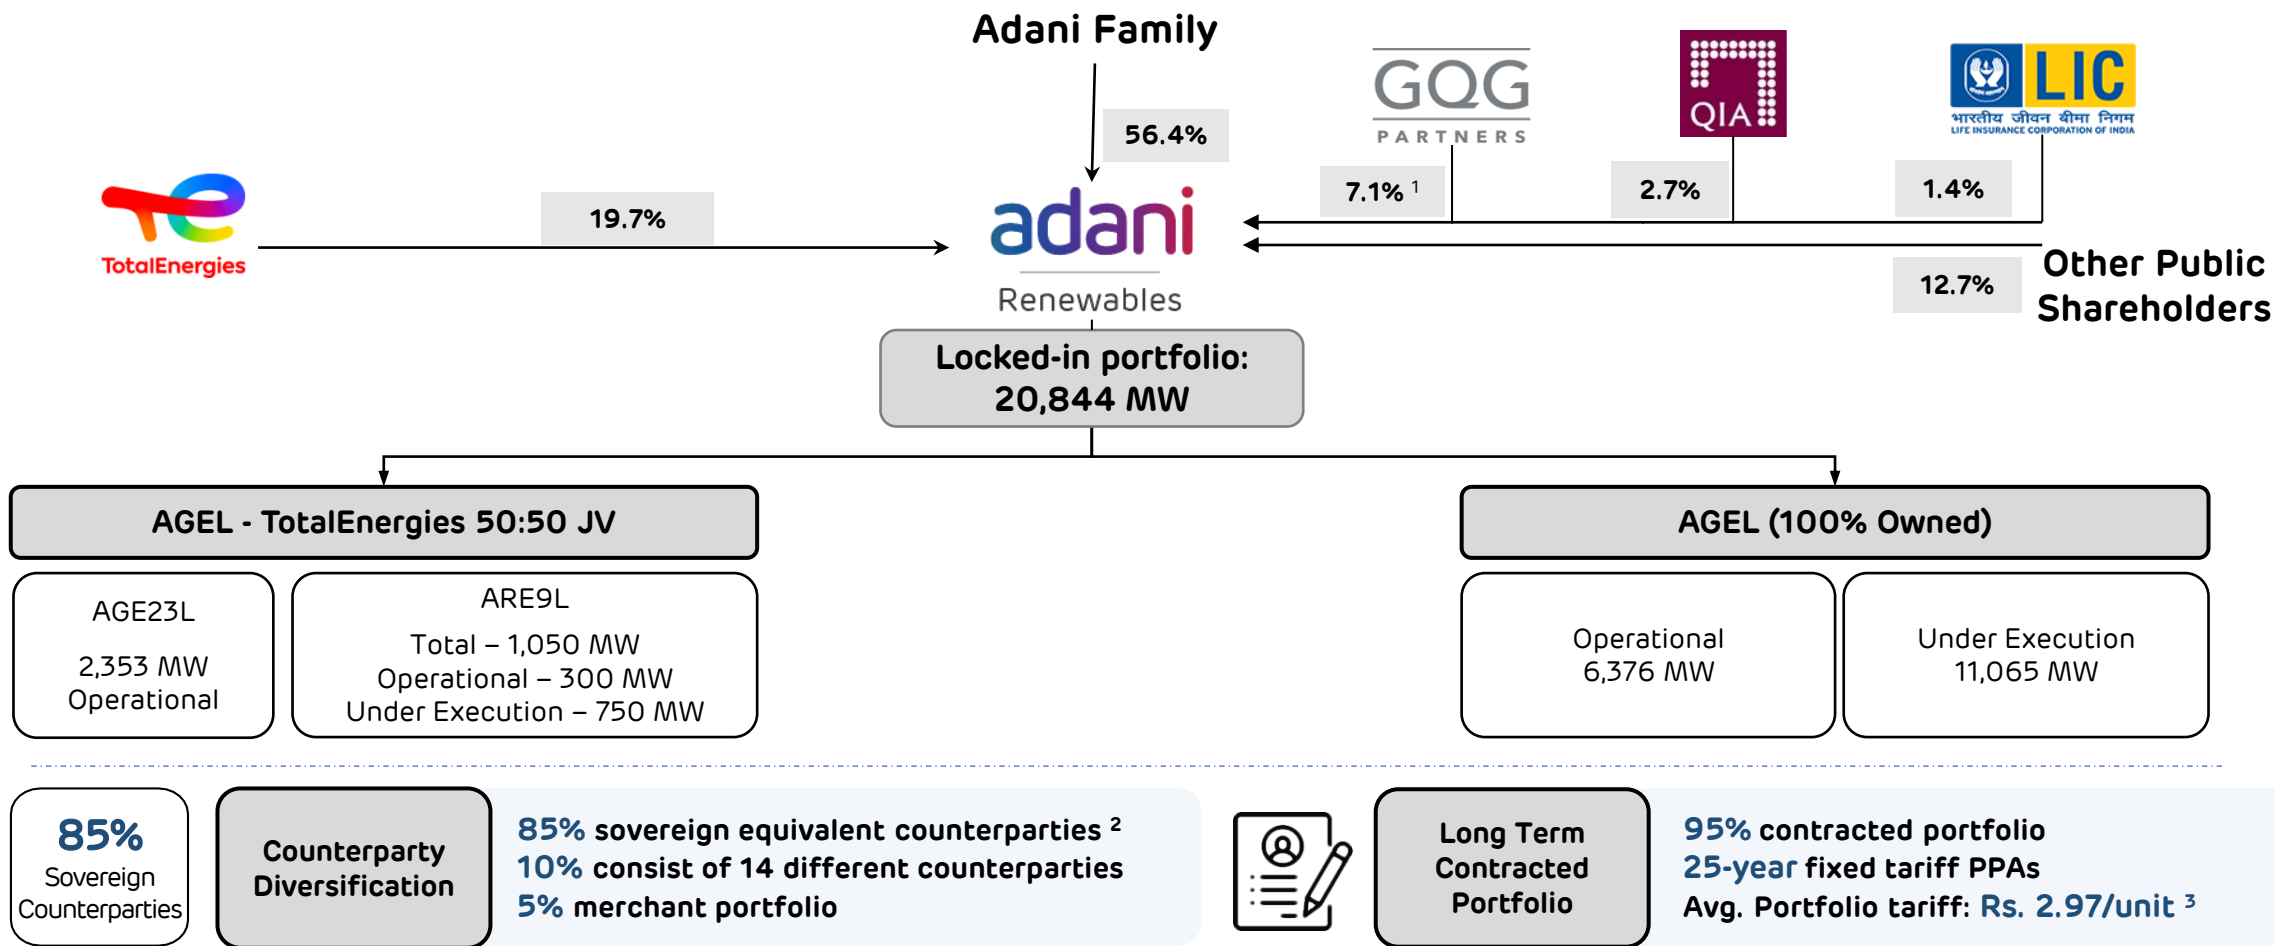 Adani Family
GQG
PARTNERS
QIA
LIC
भारतीय जीवन बीमा निगम
LIFE INSURANCE CORPORATION OF INDIA
56.4%
7.1% 1
2.7%
1.4%
TotalEnergies
19.7%
adani
Renewables
12.7%
Other Public
Shareholders
Locked-in portfolio:
20,844 MW
AGEL - TotalEnergies 50:50 JV
AGEL (100% Owned)
AGE23L
2,353 MW
Operational
ARE9L
Total – 1,050 MW
Operational – 300 MW
Under Execution – 750 MW
Operational
6,376 MW
Under Execution
11,065 MW
85%
Sovereign
Counterparties
Counterparty
Diversification
85% sovereign equivalent counterparties 2
10% consist of 14 different counterparties
5% merchant portfolio
Long Term
Contracted
Portfolio
95% contracted portfolio
25-year fixed tariff PPAs
Avg. Portfolio tariff: Rs. 2.97/unit 3